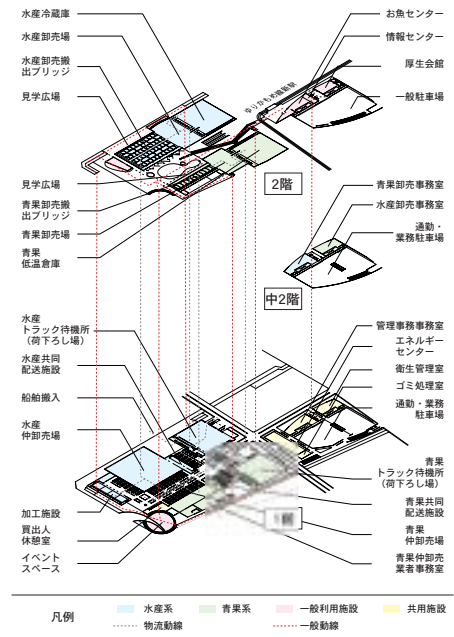 水産冷蔵庫
水産卸売場
水産卸売搬
出ブリッジ
見学広場
お魚センター
情報センター
厚生会館
一般駐車場
見学広場
青果卸売搬
出ブリッジ
青果卸売場
青果
低温倉庫
2階
青果卸売事務室
水産卸売事務室
通勤・
業務駐車場
中2階
水産
トラック待機所
（荷下ろし場）
水産共同
配送施設
船舶搬入
水産
仲卸売場
加工施設
買出人
休憩室
イベント
スペース
管理事務事務室
エネルギー
センター
衛生管理室
ゴミ処理室
通勤・業務
駐車場
青果
トラック待機所
（荷下ろし場）
青果共同
配送施設
青果
仲卸売場
青果仲卸売
業者事務室
凡例
水産系
青果系
一般利用施設
共用施設
物流動線
一般動線